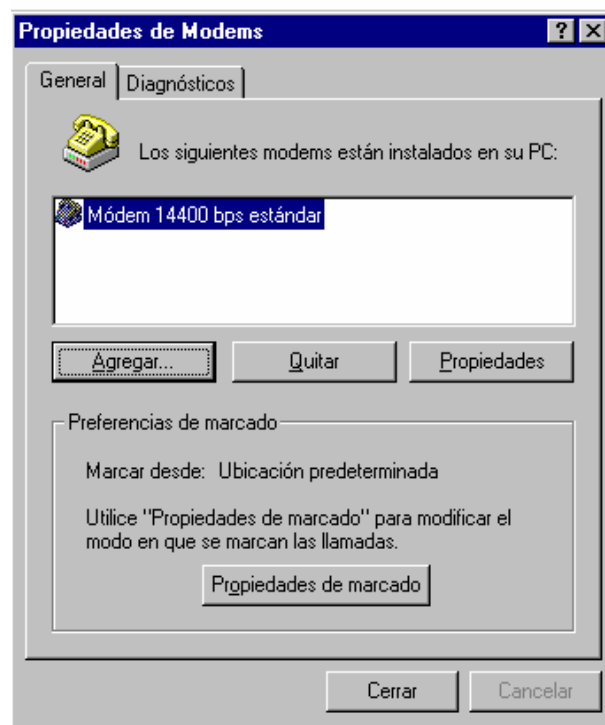 Propiedades de Modems
General
Diagnósticos
Los siguientes modems están instalados en su PC:
Módem 14400 bps estándar
Agregar...
Quitar
Propiedades
Preferencias de marcado
Marcar desde: Ubicación predeterminada
Utilice "Propiedades de marcado" para modificar el
modo en que se marcan las llamadas.
Propiedades de marcado
Cerrar
Cancelar